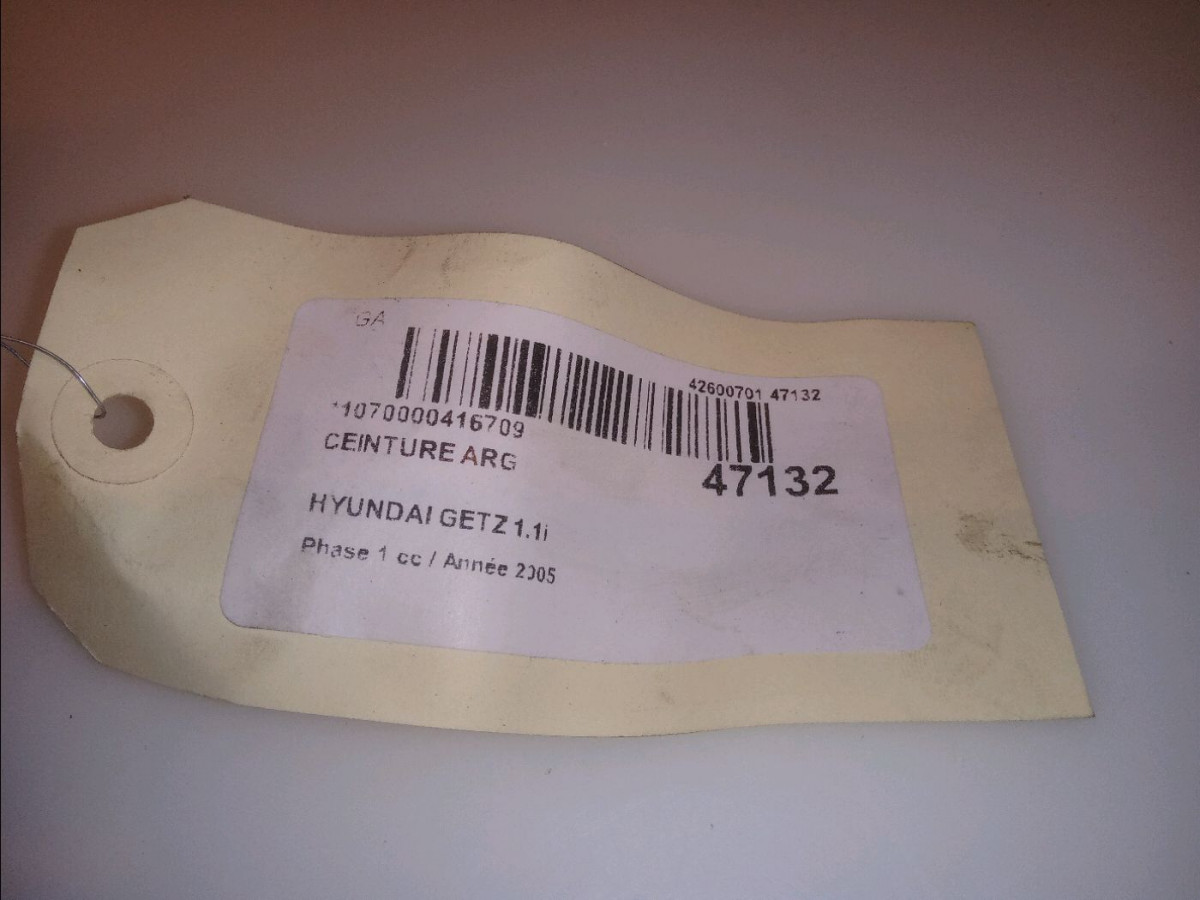 GA
42600701 47132
*1070000416709
47132
CEINTURE ARG
HYUNDAI GETZ 1.1i
Phase 1 cc / Année 2005